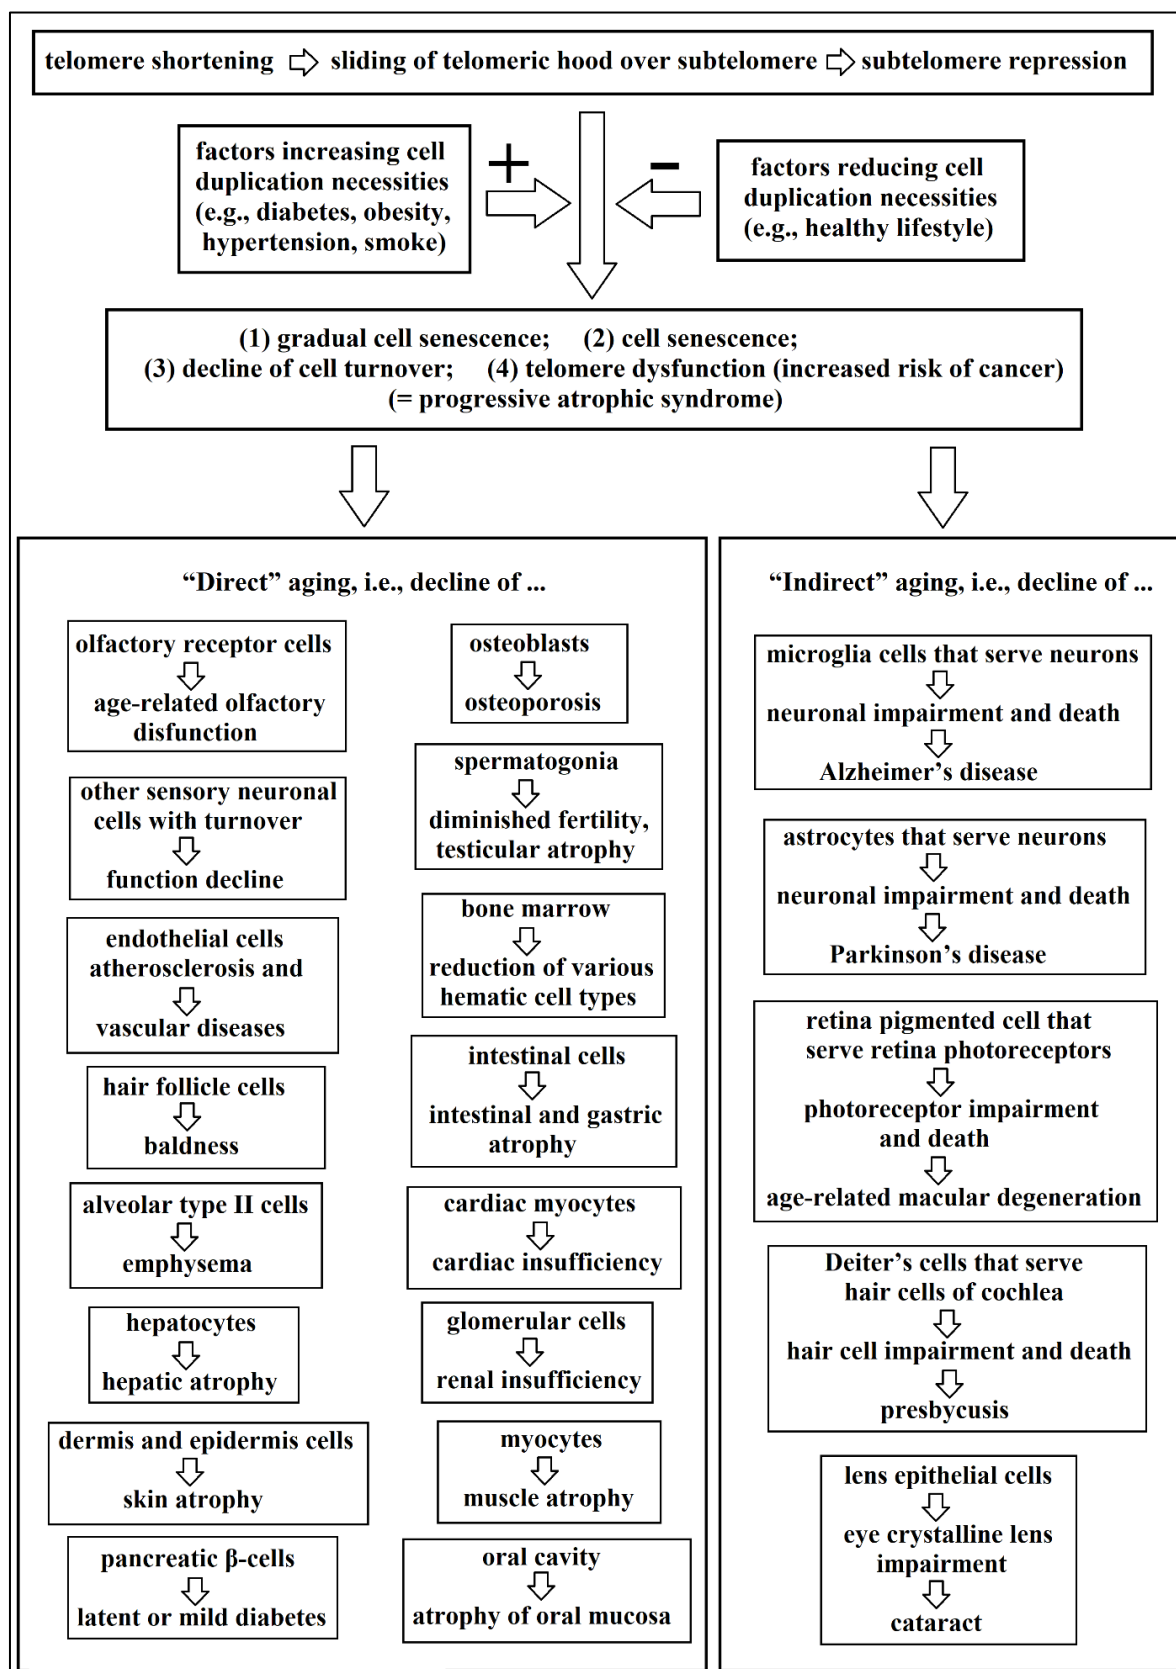 telomere shortening sliding of telomeric hood over subtelomere subtelomere repression
factors increasing cell
duplication necessities
(e.g., diabetes, obesity,
hypertension, smoke)
+
−
factors reducing cell
duplication necessities
(e.g., healthy lifestyle)
(1) gradual cell senescence; (2) cell senescence;
(3) decline of cell turnover; (4) telomere dysfunction (increased risk of cancer)
(= progressive atrophic syndrome)
“Direct” aging, i.e., decline of ...
olfactory receptor cells
age-related olfactory
disfunction
other sensory neuronal
cells with turnover
function decline
endothelial cells
atherosclerosis and
vascular diseases
hair follicle cells
baldness
alveolar type II cells
emphysema
hepatocytes
hepatic atrophy
dermis and epidermis cells
skin atrophy
pancreatic β-cells
latent or mild diabetes
osteoblasts
osteoporosis
spermatogonia
diminished fertility,
testicular atrophy
bone marrow
reduction of various
hematic cell types
intestinal cells
intestinal and gastric
atrophy
cardiac myocytes
cardiac insufficiency
glomerular cells
renal insufficiency
myocytes
muscle atrophy
oral cavity
atrophy of oral mucosa
“Indirect” aging, i.e., decline of ...
microglia cells that serve neurons
neuronal impairment and death
Alzheimer’s disease
astrocytes that serve neurons
neuronal impairment and death
Parkinson’s disease
retina pigmented cell that
serve retina photoreceptors
photoreceptor impairment
and death
age-related macular degeneration
Deiter’s cells that serve
hair cells of cochlea
hair cell impairment and death
presbycusis
lens epithelial cells
eye crystalline lens
impairment
cataract